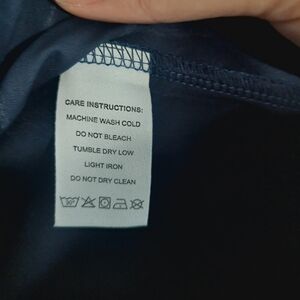 CARE INSTRUCTIONS:
MACHINE WASH COLD
DO NOT BLEACH
TUMBLE DRY LOW
LIGHT IRON
DO NOT DRY CLEAN